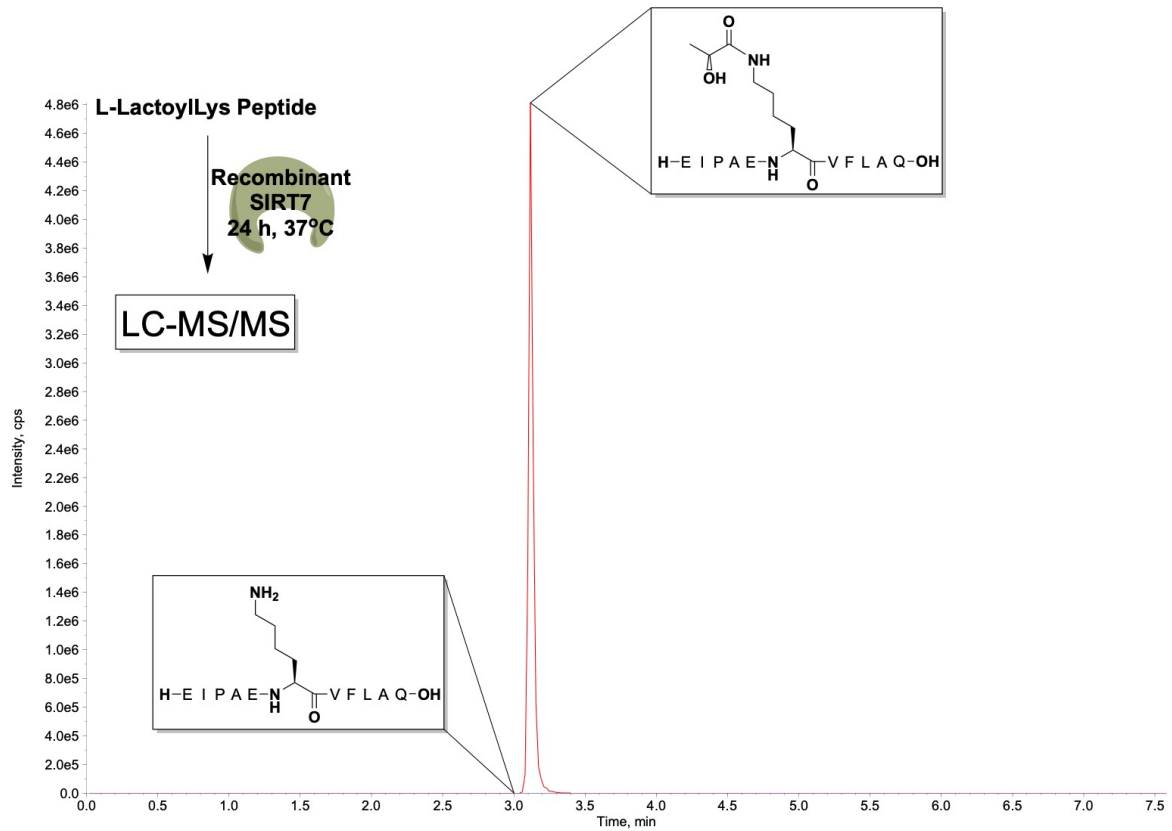 L-LactoylLys Peptide
Recombinant
SIRT7
24 h, 37°C
LC-MS/MS
O
NH
OH
H–E I P A E–N
H
O
V F L A Q–OH
NH₂
H–E I P A E–N
H
O
V F L A Q–OH
Intensity, cps
4.8e6
4.6e6
4.4e6
4.2e6
4.0e6
3.8e6
3.6e6
3.4e6
3.2e6
3.0e6
2.8e6
2.6e6
2.4e6
2.2e6
2.0e6
1.8e6
1.6e6
1.4e6
1.2e6
1.0e6
8.0e5
6.0e5
4.0e5
2.0e5
0.0
0.0 0.5 1.0 1.5 2.0 2.5 3.0 3.5 4.0 4.5 5.0 5.5 6.0 6.5 7.0 7.5
Time, min